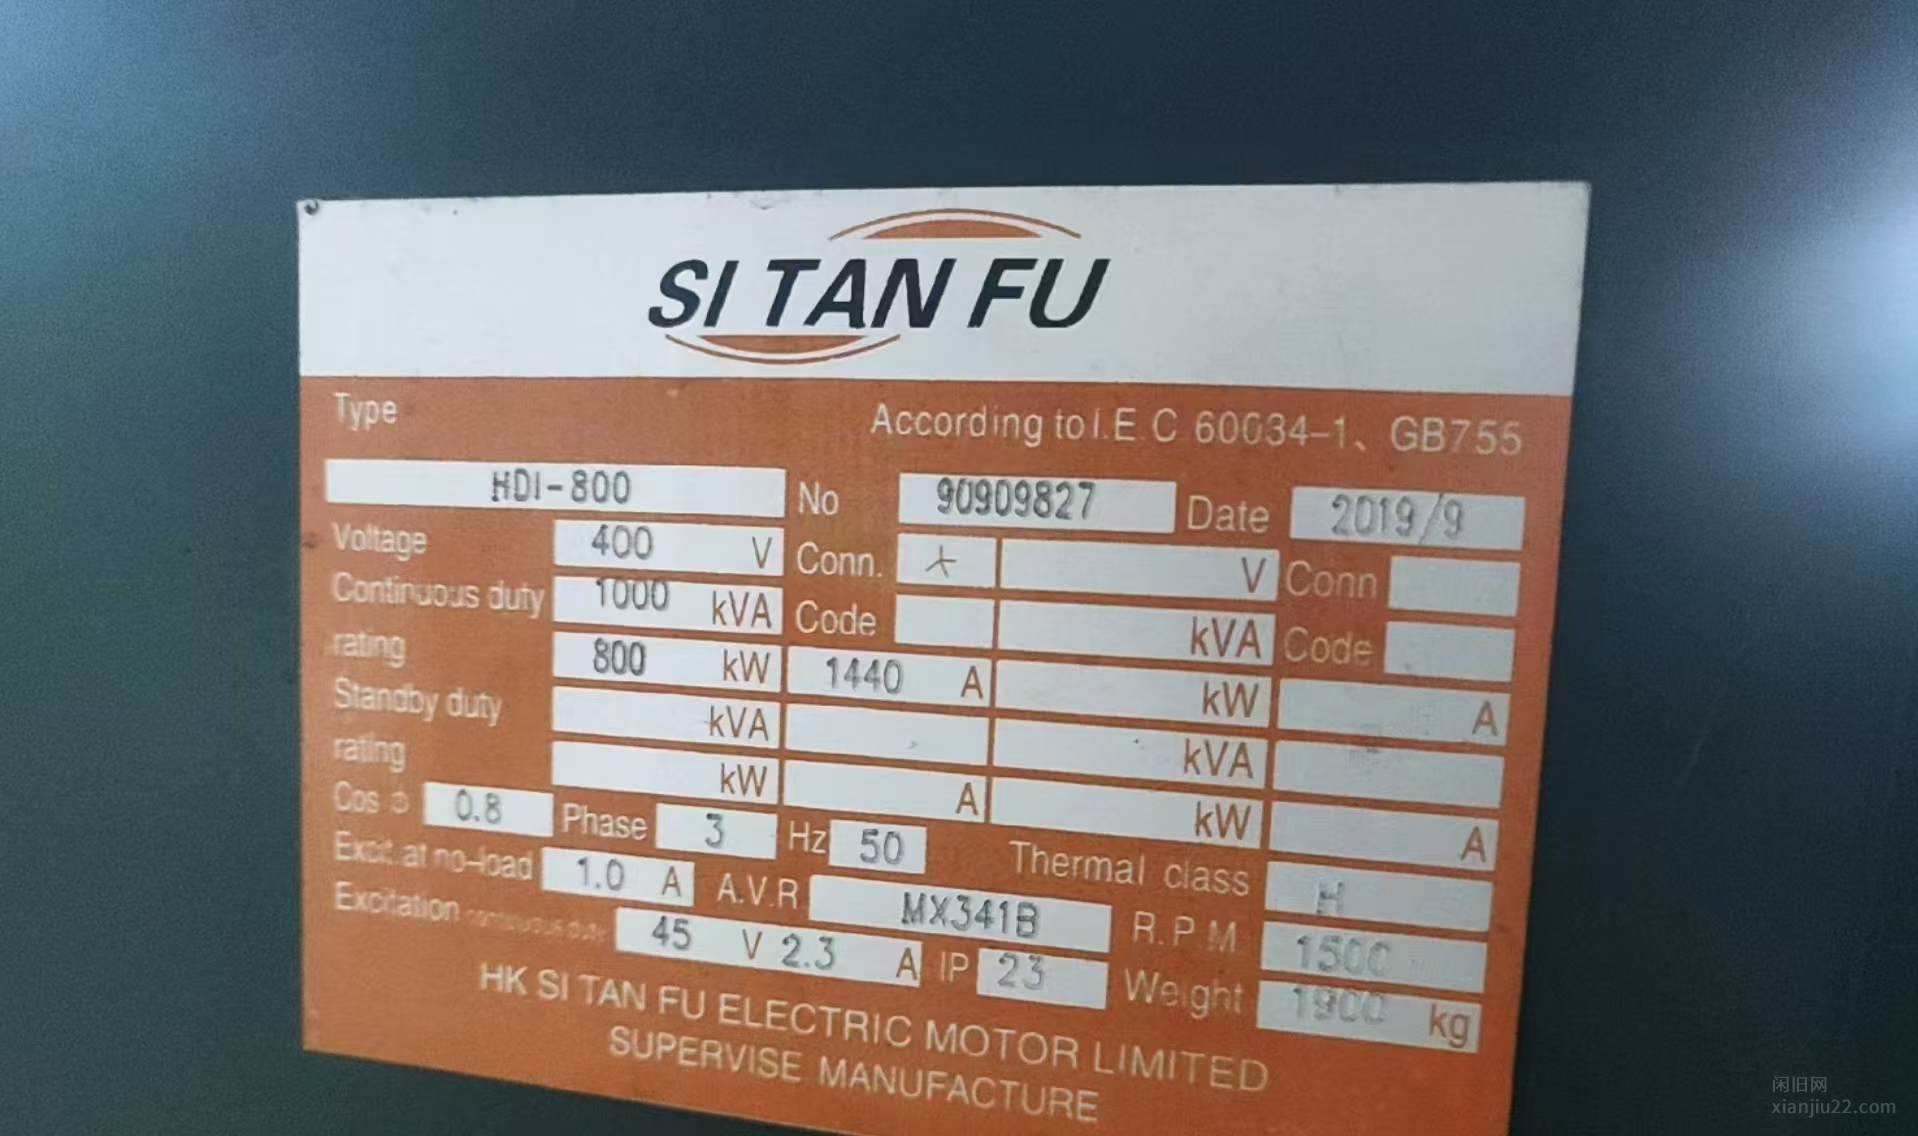 SI TAN FU
Type
According to I.E.C 60034-1、GB755
HDI-800 No 90909827 Date 2019/9
Voltage 400 V Conn. V Conn
Continuous duty 1000 kVA Code kVA Code
rating 800 kW 1440 A kW A
Standby duty kVA kVA
rating kW A kW A
Cos ϕ 0.8 Phase 3 Hz 50 Thermal class H
Excit. at no-load 1.0 A A.V.R. MX341B R.P.M 1500
Excitation continuous duty 45 V 2.3 A IP 23 Weight 1900 kg
HK SI TAN FU ELECTRIC MOTOR LIMITED
SUPERVISE MANUFACTURE
闲旧网
xianjiu22.com